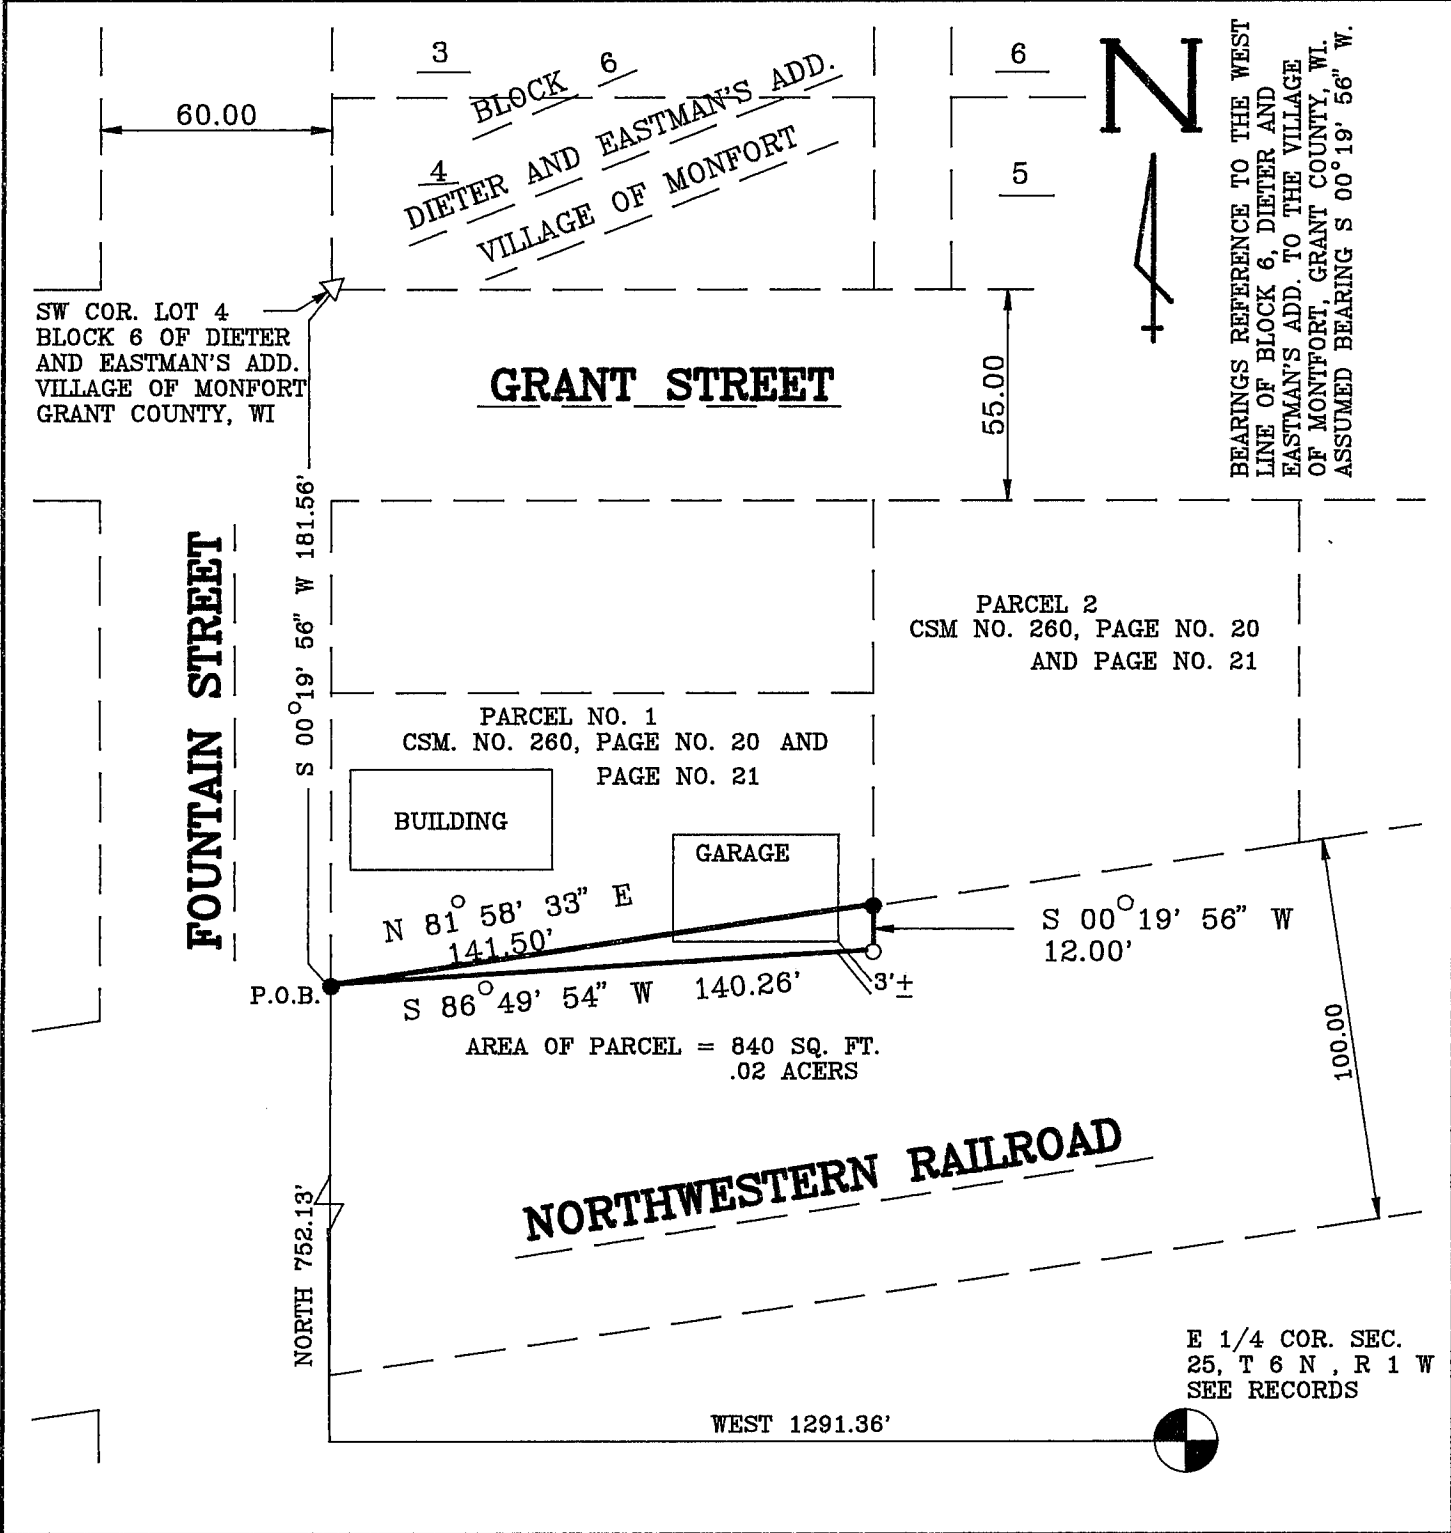 3
BLOCK 6
6
N
60.00
DIETER AND EASTMAN'S ADD.
4
VILLAGE OF MONFORT
5
BEARINGS REFERENCE TO THE WEST
LINE OF BLOCK 6, DIETER AND
EASTMAN'S ADD. TO THE VILLAGE
OF MONTFORT, GRANT COUNTY, WI.
ASSUMED BEARING S 00°19' 56" W.
SW COR. LOT 4
BLOCK 6 OF DIETER
AND EASTMAN'S ADD.
VILLAGE OF MONFORT
GRANT COUNTY, WI
GRANT STREET
55.00
S 00°19' 56" W 181.56'
FOUNTAIN STREET
PARCEL 2
CSM NO. 260, PAGE NO. 20
AND PAGE NO. 21
PARCEL NO. 1
CSM. NO. 260, PAGE NO. 20 AND
PAGE NO. 21
BUILDING
GARAGE
N 81° 58' 33" E
141.50'
S 00°19' 56" W
12.00'
P.O.B.
S 86°49' 54" W 140.26'
3'±
AREA OF PARCEL = 840 SQ. FT.
.02 ACERS
100.00
NORTHWESTERN RAILROAD
NORTH 752.13'
E 1/4 COR. SEC.
25, T 6 N , R 1 W
SEE RECORDS
WEST 1291.36'